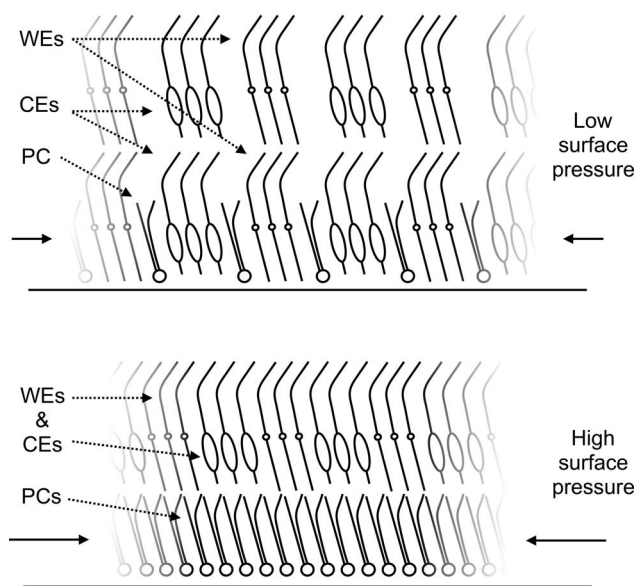 WEs
CEs
PC
Low
surface
pressure
WEs
&
CEs
PCs
High
surface
pressure